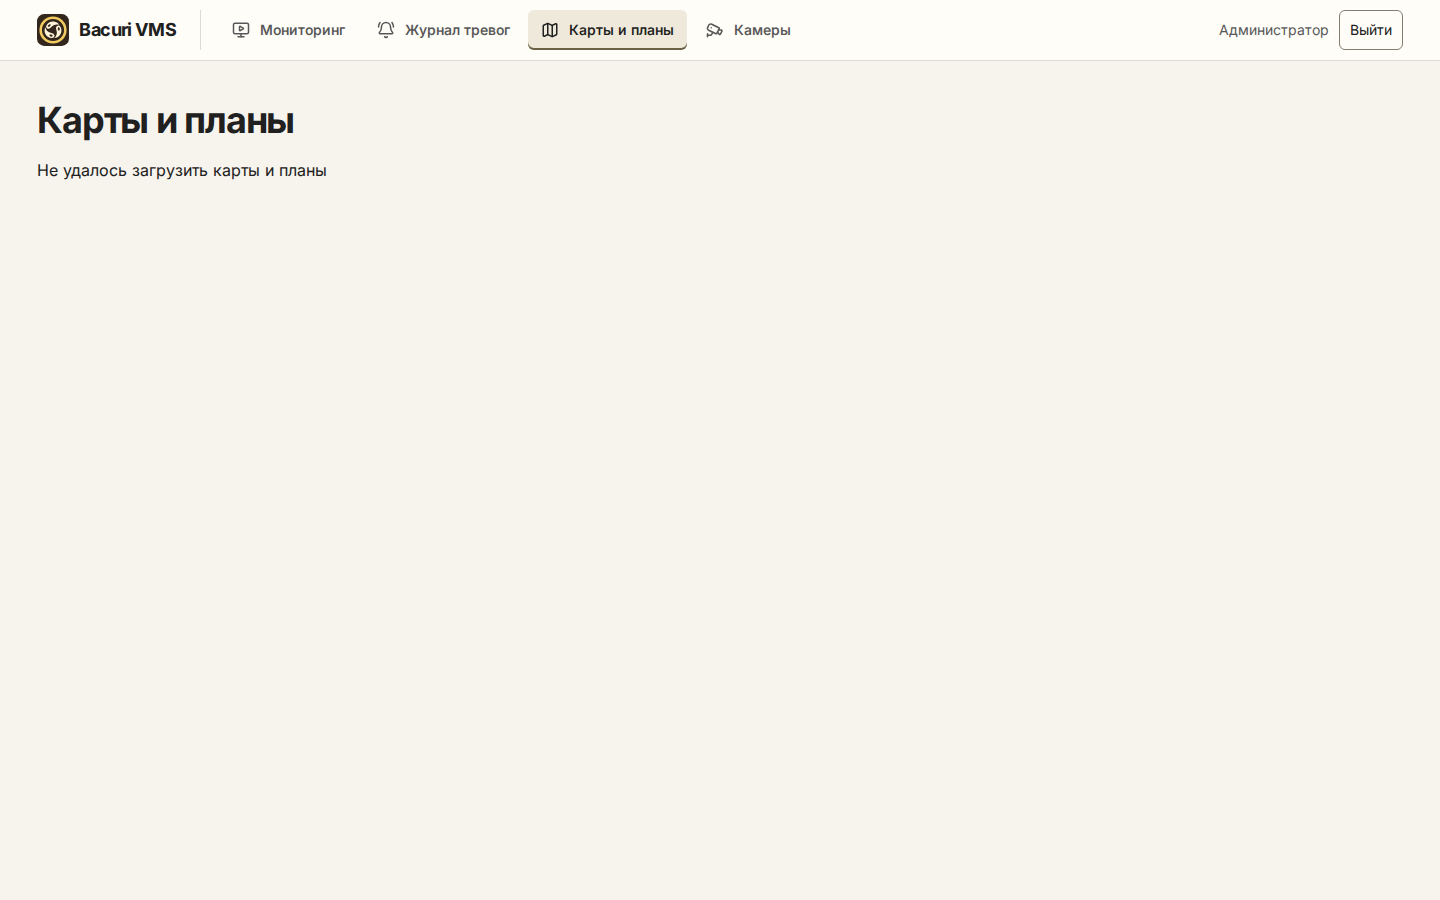 Bacuri VMS
Мониторинг
Журнал тревог
Карты и планы
Камеры
Администратор
Выйти
Карты и планы
Не удалось загрузить карты и планы